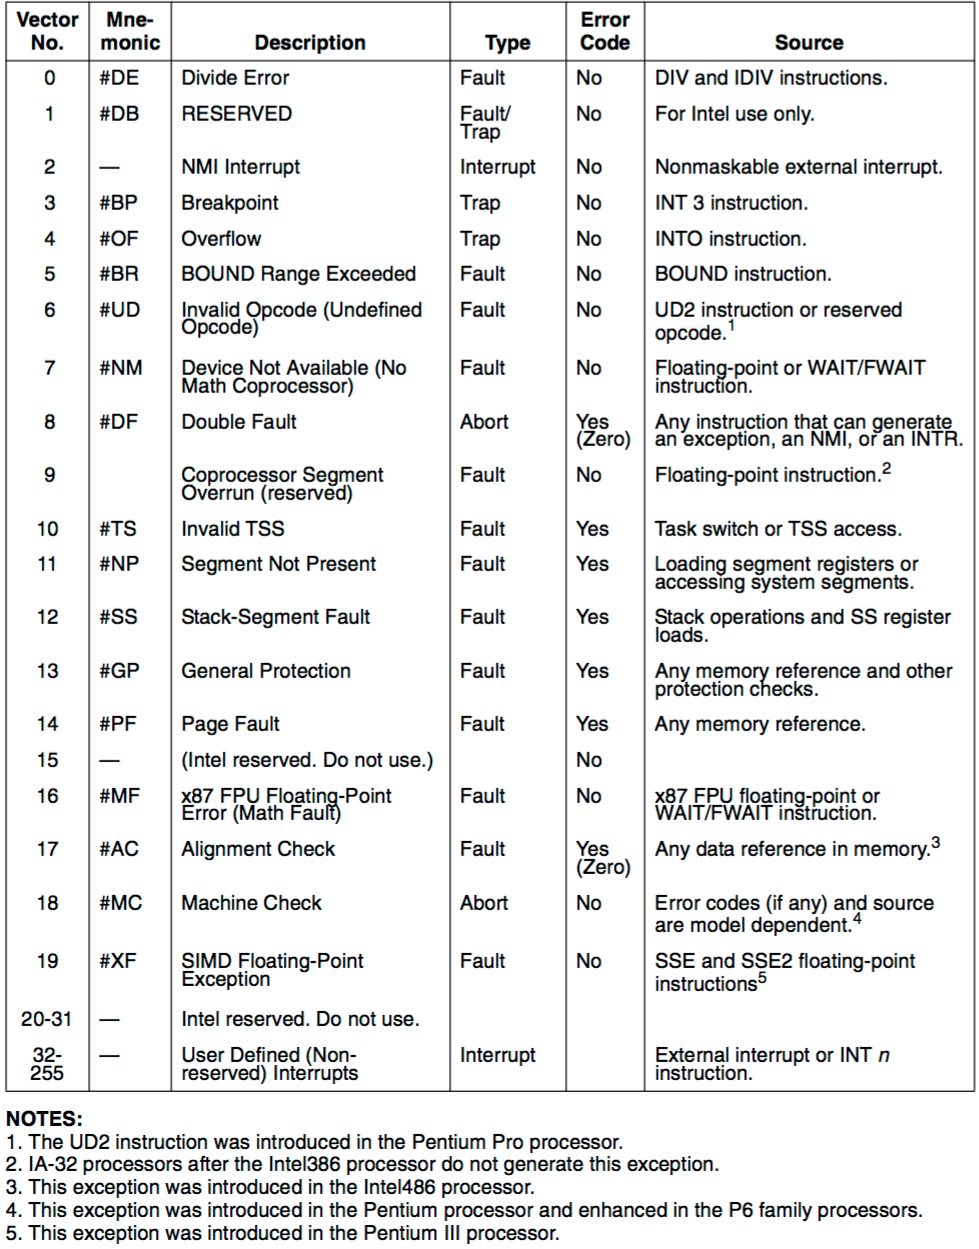 Vector No. Mne-monic Description Type Error Code Source
0 #DE Divide Error Fault No DIV and IDIV instructions.
1 #DB RESERVED Fault/ No For Intel use only.
Trap
2 — NMI Interrupt Interrupt No Nonmaskable external interrupt.
3 #BP Breakpoint Trap No INT 3 instruction.
4 #OF Overflow Trap No INTO instruction.
5 #BR BOUND Range Exceeded Fault No BOUND instruction.
6 #UD Invalid Opcode (Undefined Fault No UD2 instruction or reserved
Opcode) opcode.1
7 #NM Device Not Available (No Fault No Floating-point or WAIT/FWAIT
Math Coprocessor) instruction.
8 #DF Double Fault Abort Yes Any instruction that can generate
(Zero) an exception, an NMI, or an INTR.
9 Coprocessor Segment Fault No Floating-point instruction.2
Overrun (reserved)
10 #TS Invalid TSS Fault Yes Task switch or TSS access.
11 #NP Segment Not Present Fault Yes Loading segment registers or
accessing system segments.
12 #SS Stack-Segment Fault Fault Yes Stack operations and SS register
loads.
13 #GP General Protection Fault Yes Any memory reference and other
protection checks.
14 #PF Page Fault Fault Yes Any memory reference.
15 — (Intel reserved. Do not use.) No
16 #MF x87 FPU Floating-Point Fault No x87 FPU floating-point or
Error (Math Fault) WAIT/FWAIT instruction.
17 #AC Alignment Check Fault Yes Any data reference in memory.3
(Zero)
18 #MC Machine Check Abort No Error codes (if any) and source
are model dependent.4
19 #XF SIMD Floating-Point Fault No SSE and SSE2 floating-point
Exception instructions5
20-31 — Intel reserved. Do not use.
32- — User Defined (Non- Interrupt External interrupt or INT n
255 reserved) Interrupts instruction.
NOTES:
1. The UD2 instruction was introduced in the Pentium Pro processor.
2. IA-32 processors after the Intel386 processor do not generate this exception.
3. This exception was introduced in the Intel486 processor.
4. This exception was introduced in the Pentium processor and enhanced in the P6 family processors.
5. This exception was introduced in the Pentium III processor.